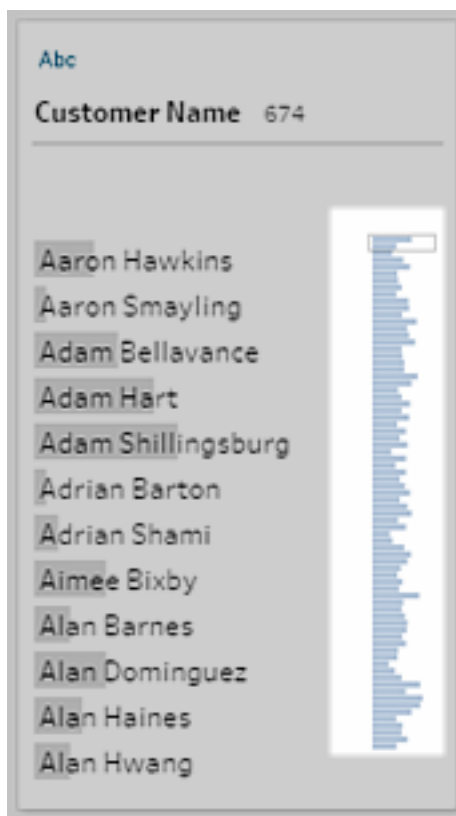 Abc
Customer Name 674
Aaron Hawkins
Aaron Smayling
Adam Bellavance
Adam Hart
Adam Shillingsburg
Adrian Barton
Adrian Shami
Aimee Bixby
Alan Barnes
Alan Dominguez
Alan Haines
Alan Hwang